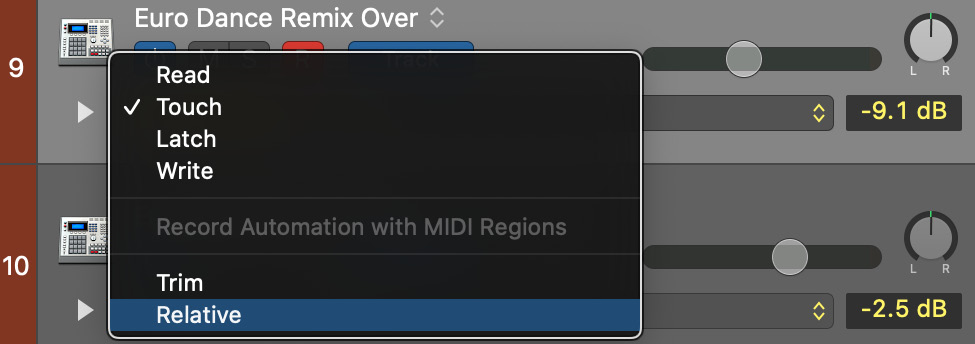 Euro Dance Remix Over
9
M S R Track
L R
Read
✓ Touch
-9.1 dB
Latch
Write
Record Automation with MIDI Regions
10
L R
Trim
Relative
-2.5 dB